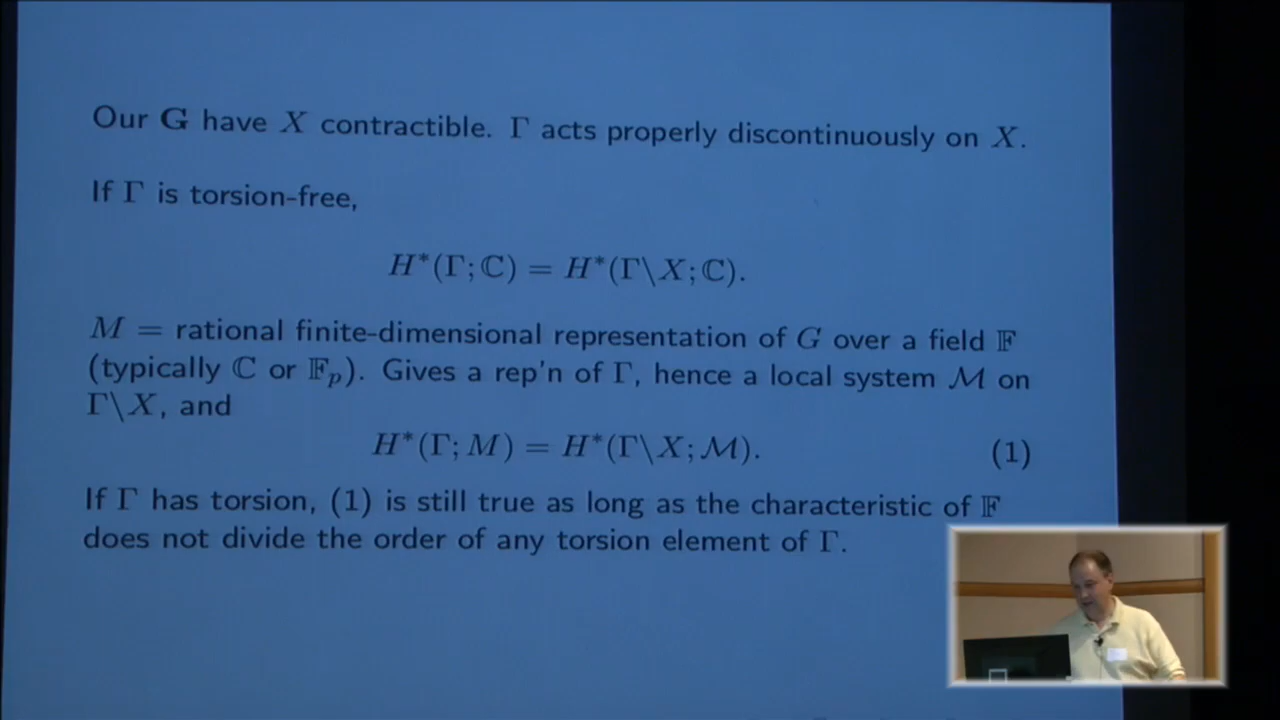 Our G have X contractible. Γ acts properly discontinuously on X.
If Γ is torsion-free,
H*(Γ; ℂ) = H*(Γ\X; ℂ).
M = rational finite-dimensional representation of G over a field 𝔽
(typically ℂ or 𝔽_p). Gives a rep'n of Γ, hence a local system ℳ on
Γ\X, and
H*(Γ; M) = H*(Γ\X; ℳ). (1)
If Γ has torsion, (1) is still true as long as the characteristic of 𝔽
does not divide the order of any torsion element of Γ.